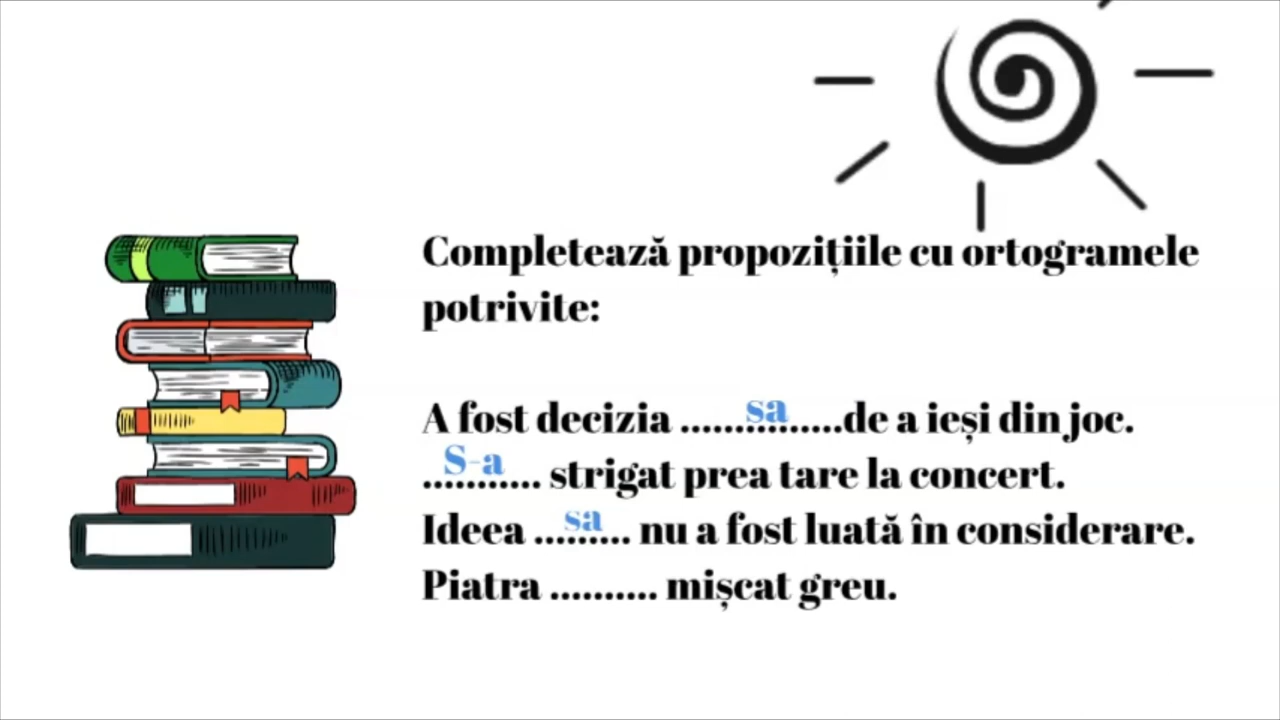 Completează propozițiile cu ortogramele
potrivite:
A fost decizia ......sa.........de a ieși din joc.
...S-a........ strigat prea tare la concert.
Ideea ...sa...... nu a fost luată în considerare.
Piatra .......... mișcat greu.